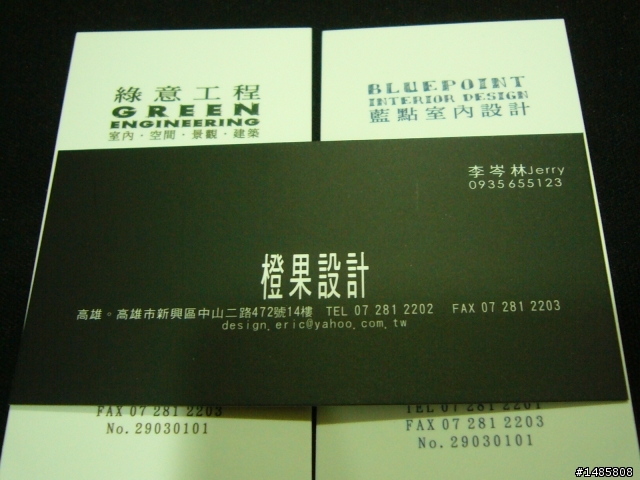 綠意工程
GREEN
ENGINEERING
室內·空間·景觀·建築
BLUEPOINT
INTERIOR DESIGN
藍點室內設計
李岑林Jerry
0935655123
橙果設計
高雄。高雄市新興區中山二路472號14樓 TEL 07 281 2202 FAX 07 281 2203
design.eric@yahoo.com.tw
FAX 07 281 2203
No. 29030101
TEL 07 281 2201
FAX 07 281 2203
No. 29030101
#1485808